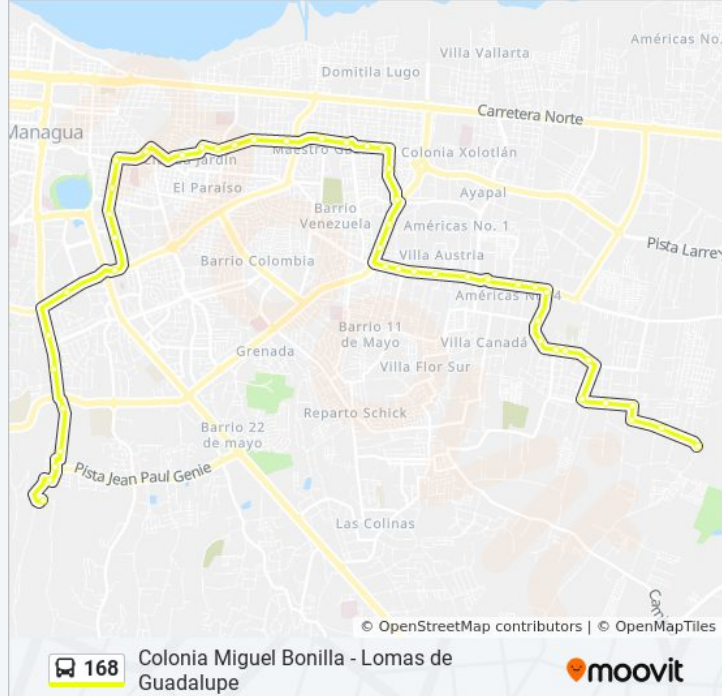 Américas No.
Villa Vallarta
Domitila Lugo
Carretera Norte
Managua
Colonia Xolotlán
El Paraíso
Ayapal
Barrio
Venezuela
Américas No. 1
Pista Larre
Villa Austria
Barrio Colombia
Barrio 11
de Mayo
Villa Canadá
Grenada
Villa Flor Sur
Reparto Schick
Barrio 22
de mayo
Pista Jean Paul Genie
Las Colinas
© OpenStreetMap contributors | © OpenMapTiles
168
Colonia Miguel Bonilla - Lomas de
Guadalupe
moovit